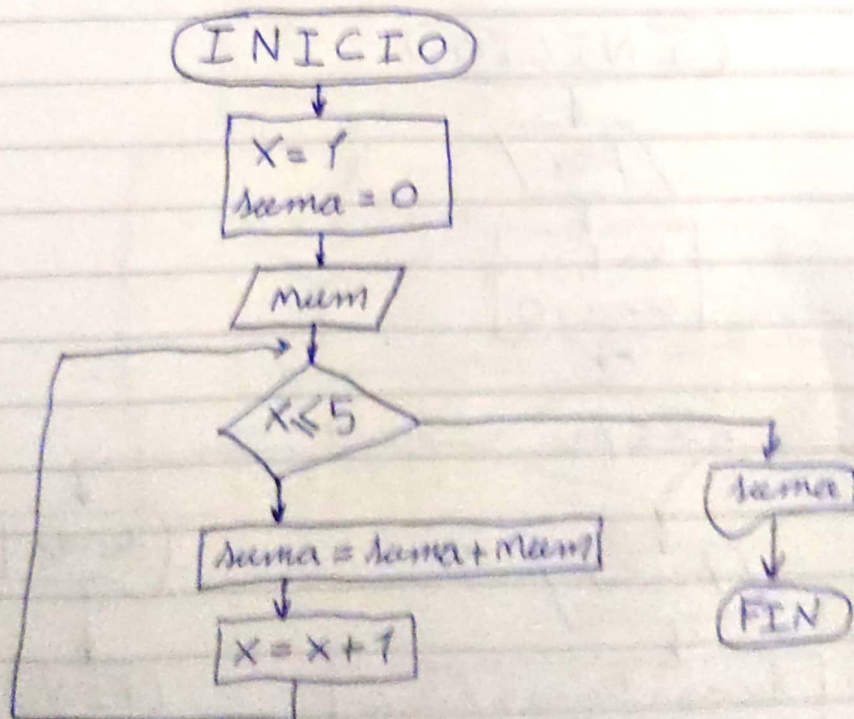 INICIO
x = 1
suma = 0
num
x ≤ 5
suma
suma = suma + num
x = x + 1
FIN